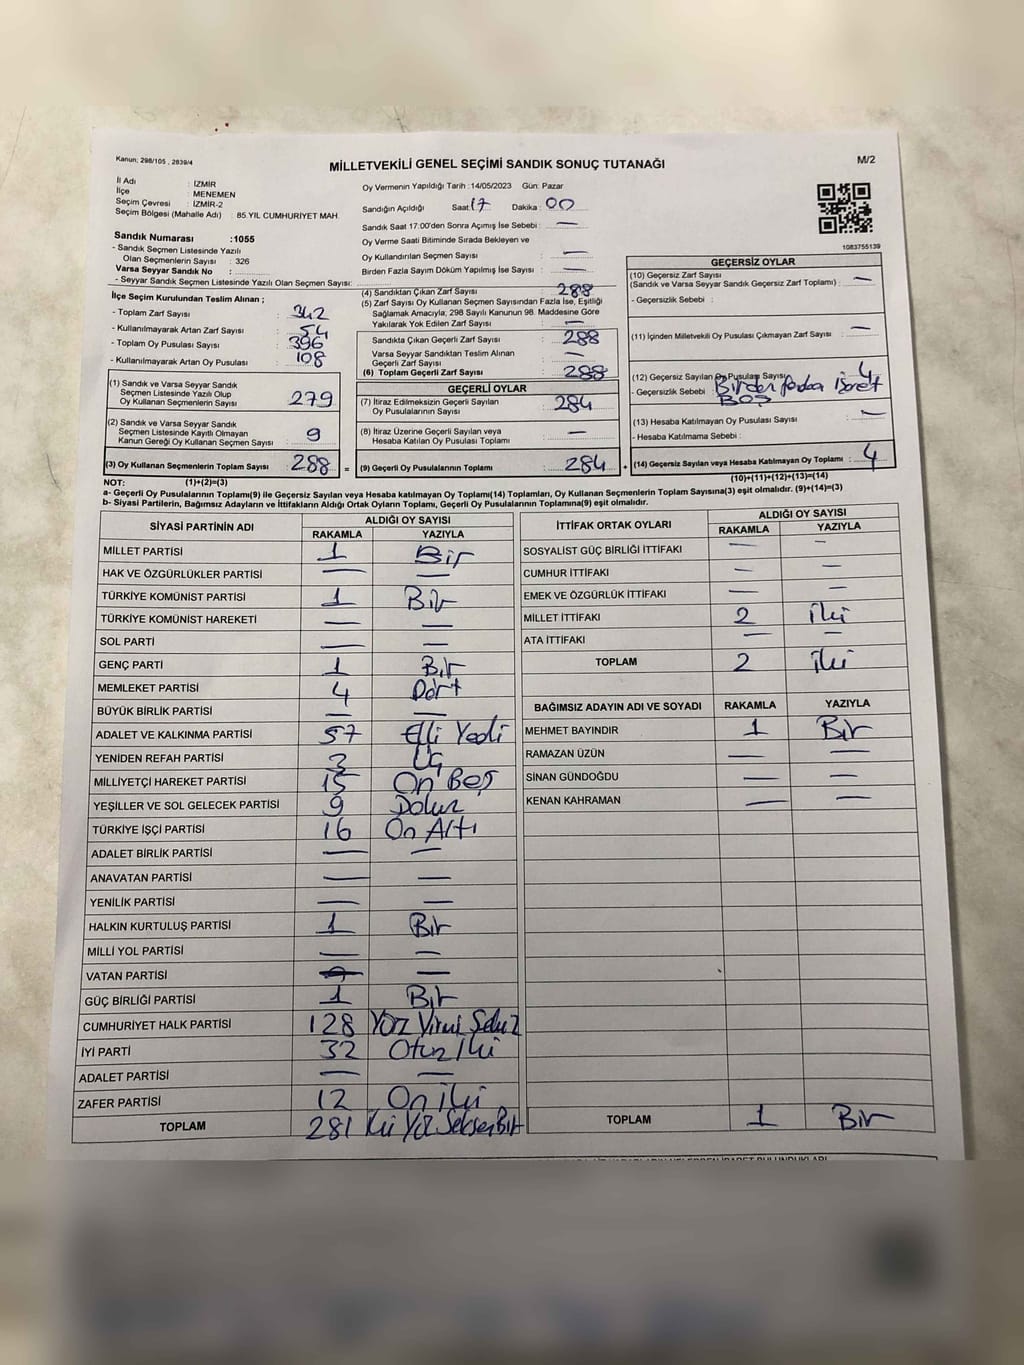 Kanun; 298/105 , 2839/4
MİLLETVEKİLİ GENEL SEÇİMİ SANDIK SONUÇ TUTANAĞI
M/2
İl Adı : İZMİR
İlçe : MENEMEN
Seçim Çevresi : İZMİR-2
Seçim Bölgesi (Mahalle Adı) : 85.YIL CUMHURİYET MAH.
Sandık Numarası :1055
- Sandık Seçmen Listesinde Yazılı
Olan Seçmenlerin Sayısı : 326
Varsa Seyyar Sandık No :
- Seyyar Sandık Seçmen Listesinde Yazılı Olan Seçmen Sayısı:
Oy Vermenin Yapıldığı Tarih :14/05/2023 Gün: Pazar
Sandığın Açıldığı Saat:17 Dakika: 00
Sandık Saat 17:00'den Sonra Açımış İse Sebebi : —
Oy Verme Saati Bitiminde Sırada Bekleyen ve
Oy Kullandırılan Seçmen Sayısı : —
Birden Fazla Sayım Döküm Yapılmış İse Sayısı : —
1083755139
İlçe Seçim Kurulundan Teslim Alınan ;
- Toplam Zarf Sayısı : 342
- Kullanılmayarak Artan Zarf Sayısı : 54
- Toplam Oy Pusulası Sayısı : 396
- Kullanılmayarak Artan Oy Pusulası : 108
(1) Sandık ve Varsa Seyyar Sandık
Seçmen Listesinde Yazılı Olup
Oy Kullanan Seçmenlerin Sayısı : 279
(2) Sandık ve Varsa Seyyar Sandık
Seçmen Listesinde Kayıtlı Olmayan
Kanun Gereği Oy Kullanan Seçmen Sayısı : 9
(3) Oy Kullanan Seçmenlerin Toplam Sayısı : 288 =
(4) Sandıktan Çıkan Zarf Sayısı : 288
(5) Zarf Sayısı Oy Kullanan Seçmen Sayısından Fazla İse, Eşitliği
Sağlamak Amacıyla, 298 Sayılı Kanunun 98. Maddesine Göre
Yakılarak Yok Edilen Zarf Sayısı : —
Sandıkta Çıkan Geçerli Zarf Sayısı : 288
Varsa Seyyar Sandıktan Teslim Alınan
Geçerli Zarf Sayısı : —
(6) Toplam Geçerli Zarf Sayısı : 288
GEÇERLİ OYLAR
(7) İtiraz Edilmeksizin Geçerli Sayılan
Oy Pusulalarının Sayısı : 284
(8) İtiraz Üzerine Geçerli Sayılan veya
Hesaba Katılan Oy Pusulası Toplamı : —
(9) Geçerli Oy Pusulalarının Toplamı : 284 +
GEÇERSİZ OYLAR
(10) Geçersiz Zarf Sayısı
(Sandık ve Varsa Seyyar Sandık Geçersiz Zarf Toplamı) : —
- Geçersizlik Sebebi :
(11) İçinden Milletvekili Oy Pusulası Çıkmayan Zarf Sayısı : —
(12) Geçersiz Sayılan Oy Pusulası Sayısı : 4
- Geçersizlik Sebebi : Birden fazla işaret
BOŞ
(13) Hesaba Katılmayan Oy Pusulası Sayısı : —
- Hesaba Katılmama Sebebi :
(14) Geçersiz Sayılan veya Hesaba Katılmayan Oy Toplamı : 4
NOT: (1)+(2)=(3) (10)+(11)+(12)+(13)=(14)
a- Geçerli Oy Pusulalarının Toplamı(9) ile Geçersiz Sayılan veya Hesaba katılmayan Oy Toplamı(14) Toplamları, Oy Kullanan Seçmenlerin Toplam Sayısına(3) eşit olmalıdır. (9)+(14)=(3)
b- Siyasi Partilerin, Bağımsız Adayların ve İttifakların Aldığı Ortak Oyların Toplamı, Geçerli Oy Pusulalarının Toplamına(9) eşit olmalıdır.
SİYASİ PARTİNİN ADI ALDIĞI OY SAYISI
RAKAMLA YAZIYLA
MİLLET PARTİSİ 1 Bir
HAK VE ÖZGÜRLÜKLER PARTİSİ — —
TÜRKİYE KOMÜNİST PARTİSİ 1 Bir
TÜRKİYE KOMÜNİST HAREKETİ — —
SOL PARTİ — —
GENÇ PARTİ 1 Bir
MEMLEKET PARTİSİ 4 Dört
BÜYÜK BİRLİK PARTİSİ — —
ADALET VE KALKINMA PARTİSİ 57 Elli Yedi
YENİDEN REFAH PARTİSİ 3 Üç
MİLLİYETÇİ HAREKET PARTİSİ 15 On Beş
YEŞİLLER VE SOL GELECEK PARTİSİ 9 Dokuz
TÜRKİYE İŞÇİ PARTİSİ 16 On Altı
ADALET BİRLİK PARTİSİ — —
ANAVATAN PARTİSİ — —
YENİLİK PARTİSİ — —
HALKIN KURTULUŞ PARTİSİ 1 Bir
MİLLİ YOL PARTİSİ — —
VATAN PARTİSİ — —
GÜÇ BİRLİĞİ PARTİSİ 1 Bir
CUMHURİYET HALK PARTİSİ 128 Yüz Yirmi Sekiz
İYİ PARTİ 32 Otuz İki
ADALET PARTİSİ — —
ZAFER PARTİSİ 12 On İki
TOPLAM 281 İki Yüz Seksen Bir
İTTİFAK ORTAK OYLARI ALDIĞI OY SAYISI
RAKAMLA YAZIYLA
SOSYALİST GÜÇ BİRLİĞİ İTTİFAKI — —
CUMHUR İTTİFAKI — —
EMEK VE ÖZGÜRLÜK İTTİFAKI — —
MİLLET İTTİFAKI 2 İki
ATA İTTİFAKI — —
TOPLAM 2 İki
BAĞIMSIZ ADAYIN ADI VE SOYADI RAKAMLA YAZIYLA
MEHMET BAYINDIR 1 Bir
RAMAZAN ÜZÜN — —
SİNAN GÜNDOĞDU — —
KENAN KAHRAMAN — —
TOPLAM 1 Bir